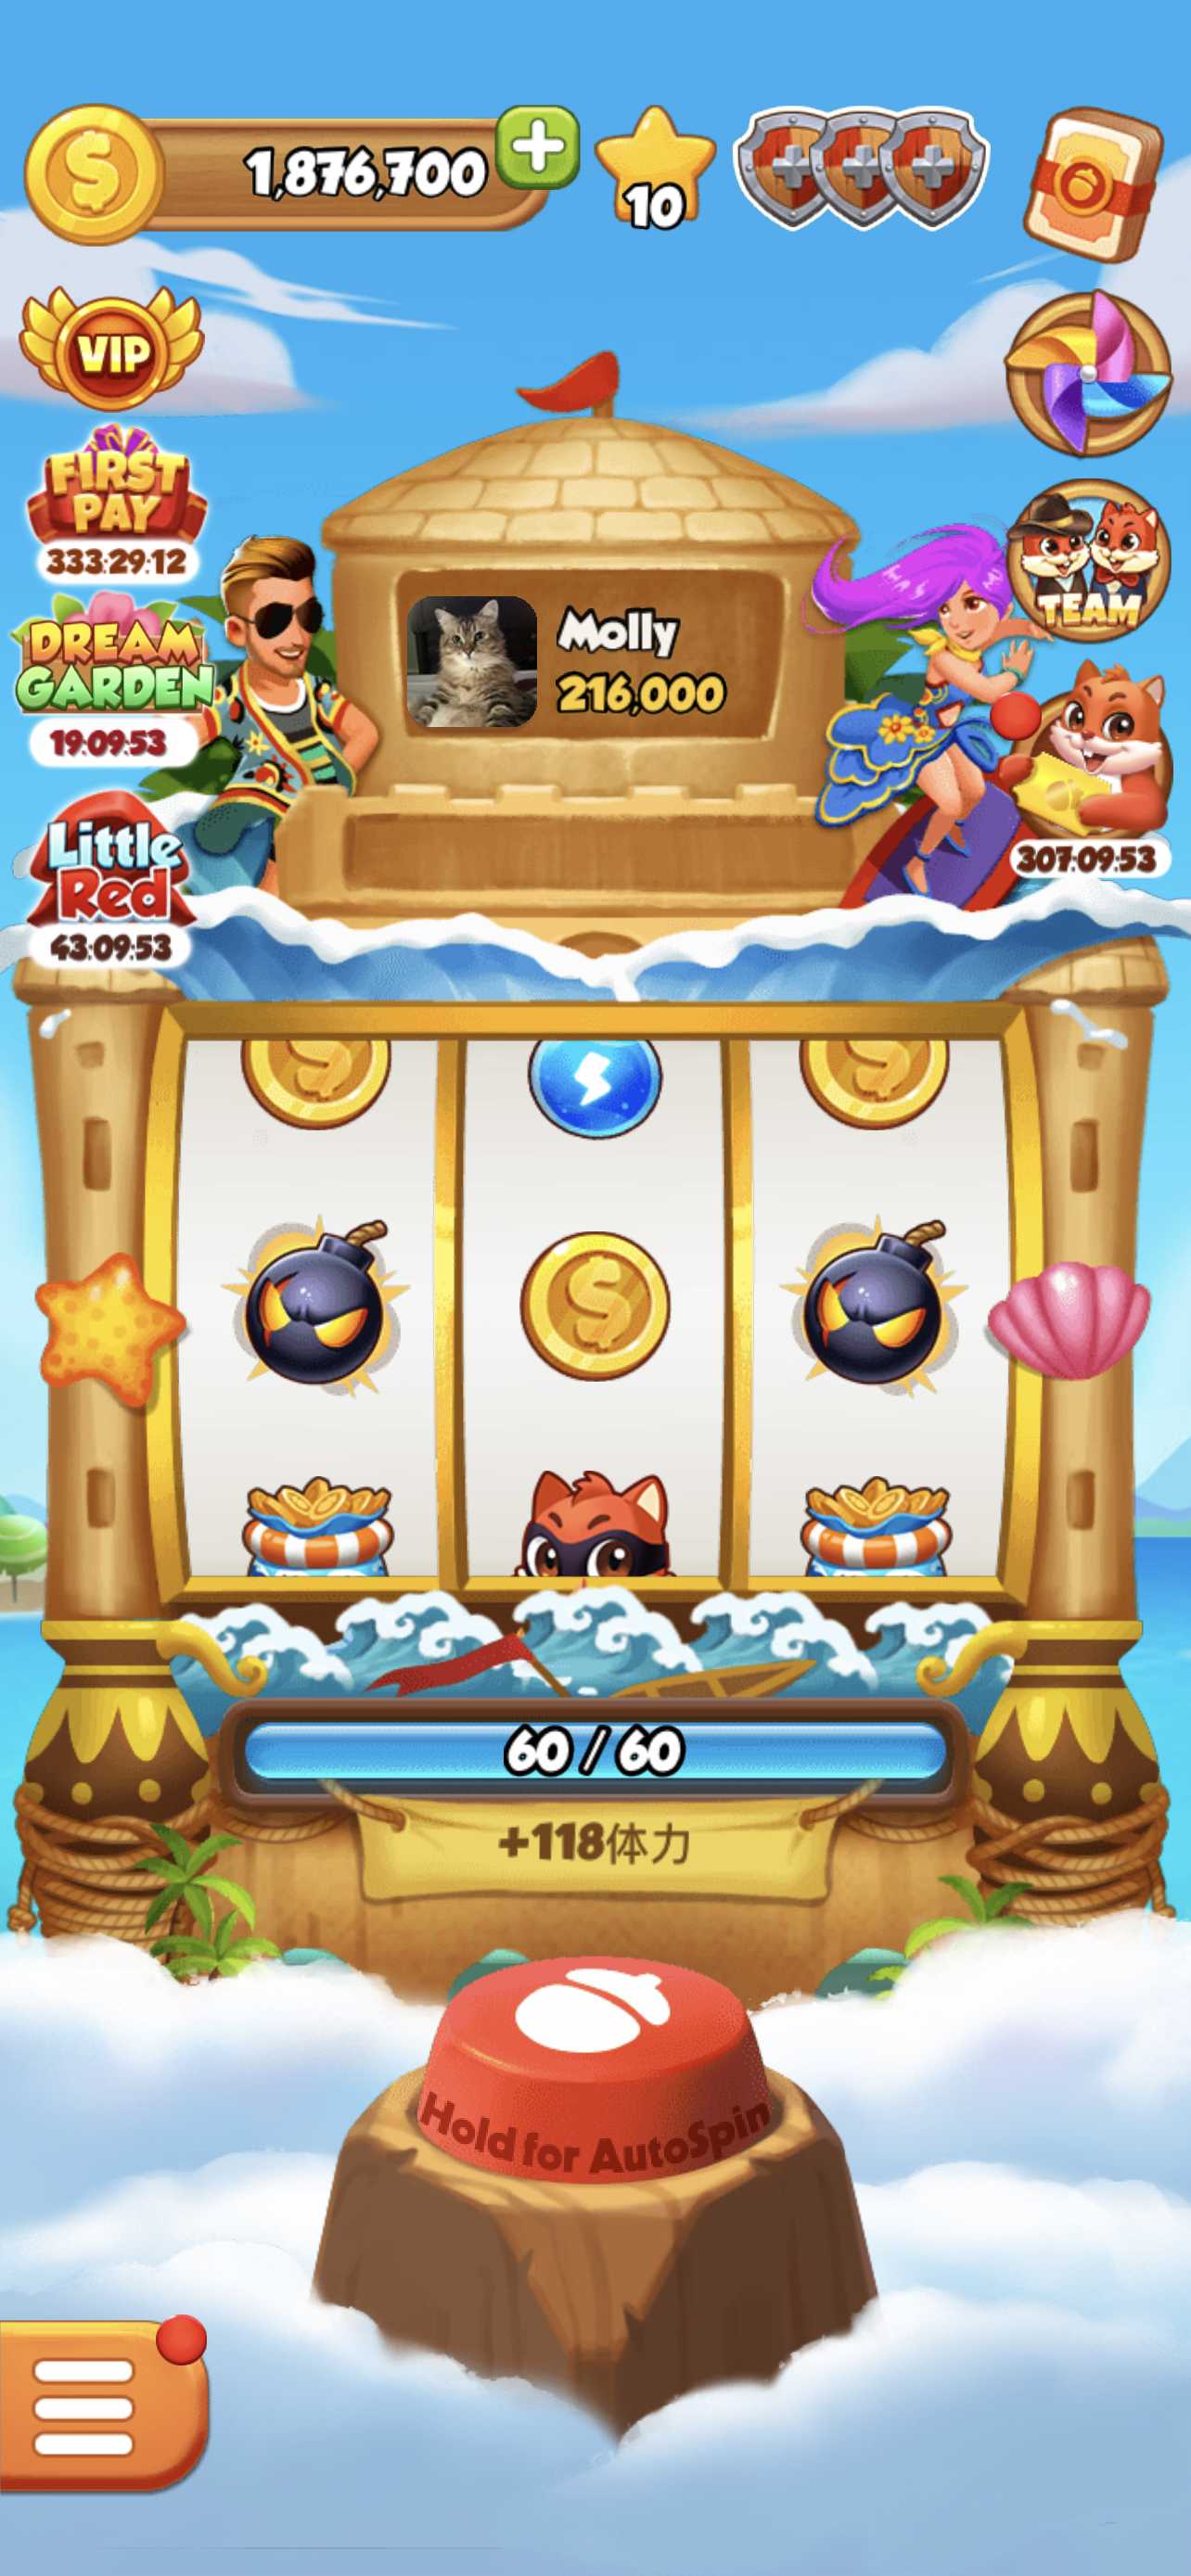 1,876,700
10
VIP
FIRST
PAY
333:29:12
TEAM
Molly
216,000
DREAM
GARDEN
19:09:53
Little
Red
43:09:53
307:09:53
60 / 60
+118体力
Hold for AutoSpin